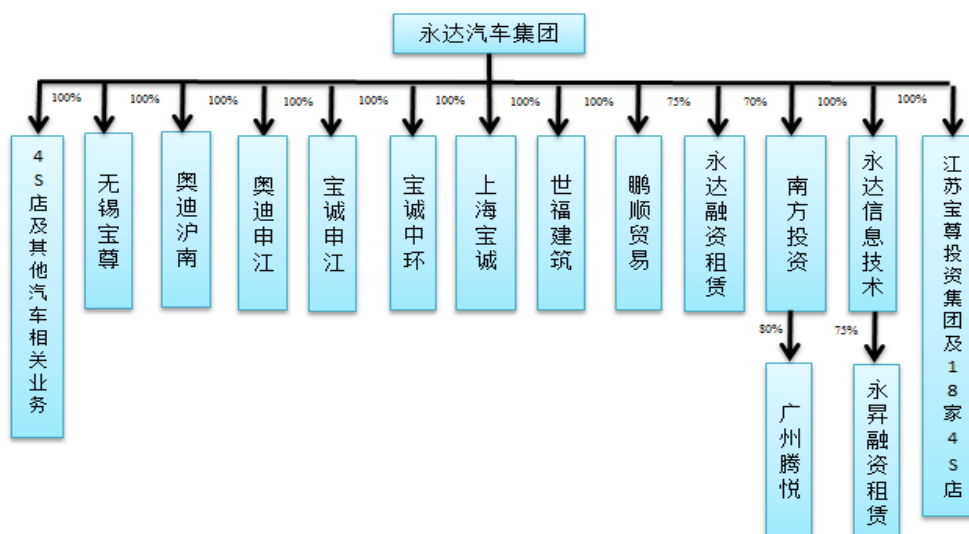 永达汽车集团
100%
100%
100%
100%
100%
100%
100%
100%
75%
70%
100%
100%
4S店及其他汽车相关业务
无锡宝尊
奥迪沪南
奥迪申江
宝诚申江
宝诚中环
上海宝诚
世福建筑
鹏顺贸易
永达融资租赁
南方投资
永达信息技术
江苏宝尊投资集团及18家4S店
80%
75%
广州腾悦
永昇融资租赁